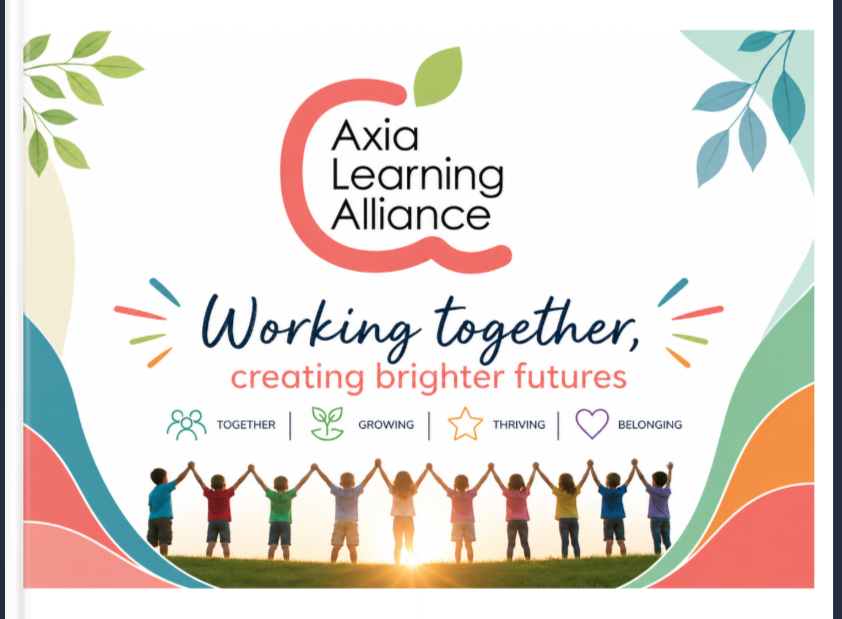 Axia
Learning
Alliance
Working together,
creating brighter futures
TOGETHER | GROWING | THRIVING | BELONGING